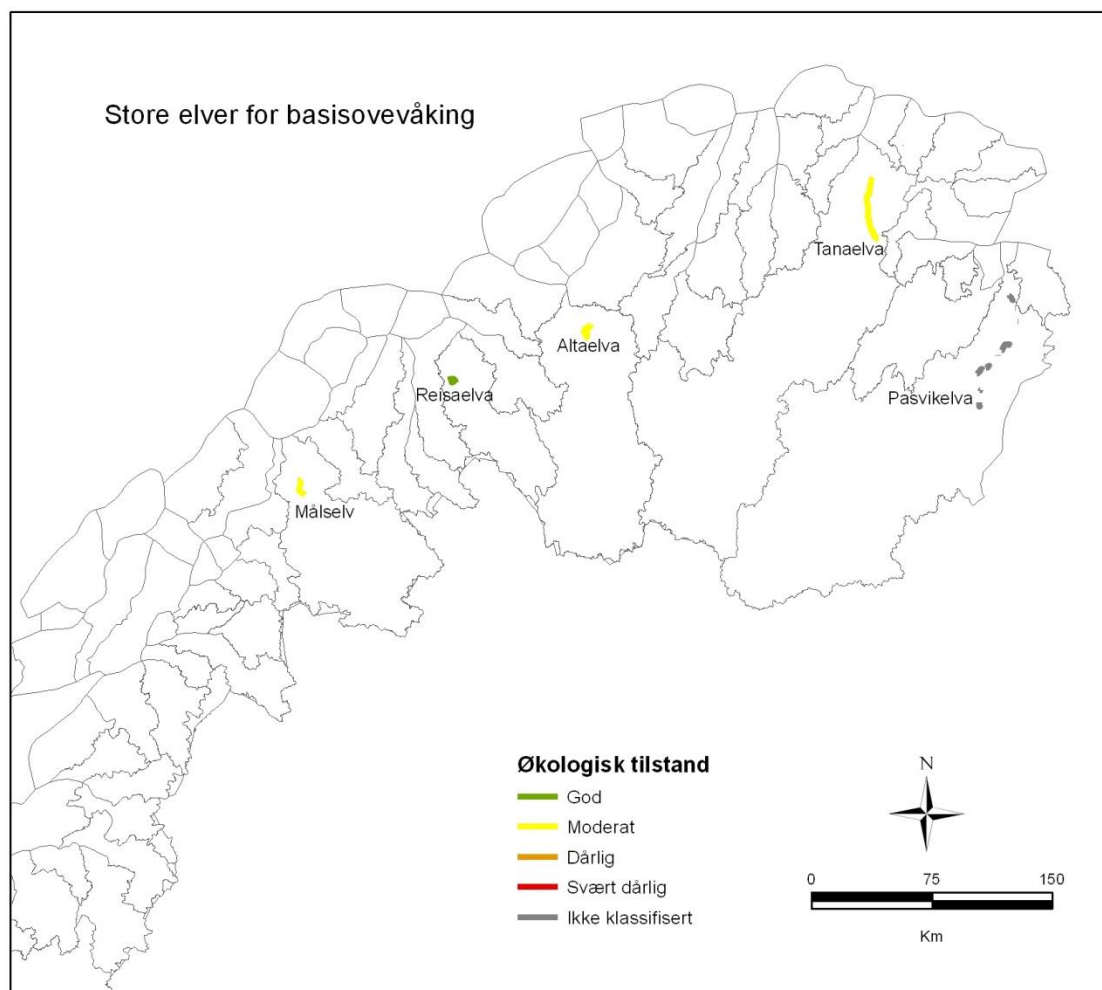 Store elver for basisovevåking
Tanaelva
Altaelva
Reisaelva
Pasvikelva
Målselv
Økologisk tilstand
God
Moderat
Dårlig
Svært dårlig
Ikke klassifisert
N
0 75 150
Km